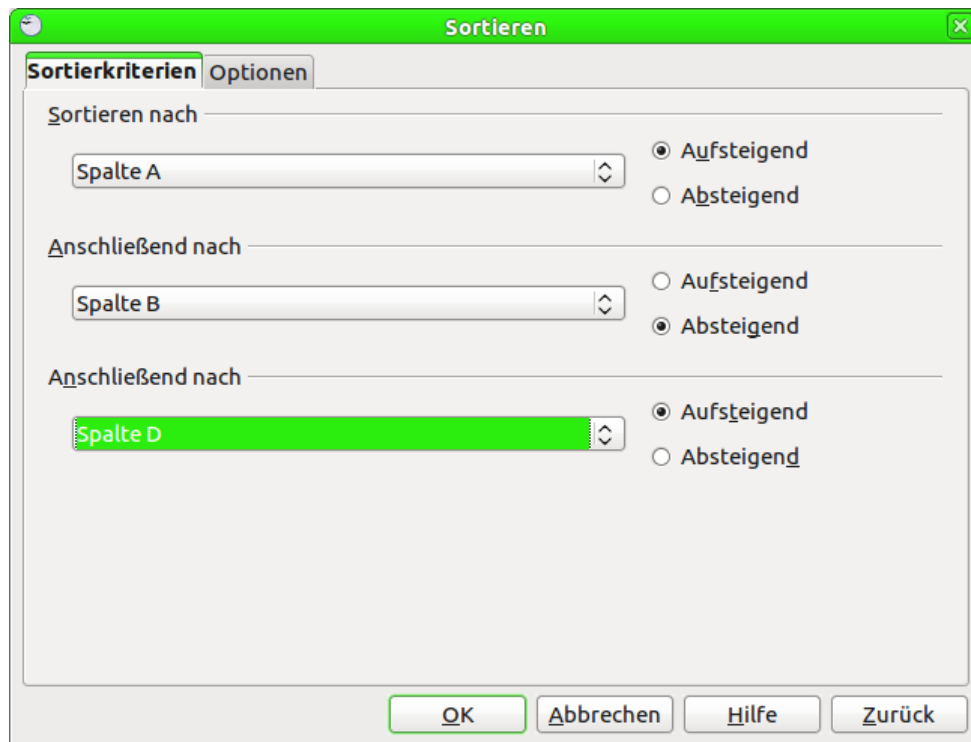 Sortieren
Sortierkriterien Optionen
Sortieren nach
Spalte A
Aufsteigend
Absteigend
Anschließend nach
Spalte B
Aufsteigend
Absteigend
Anschließend nach
Spalte D
Aufsteigend
Absteigend
OK Abbrechen Hilfe Zurück